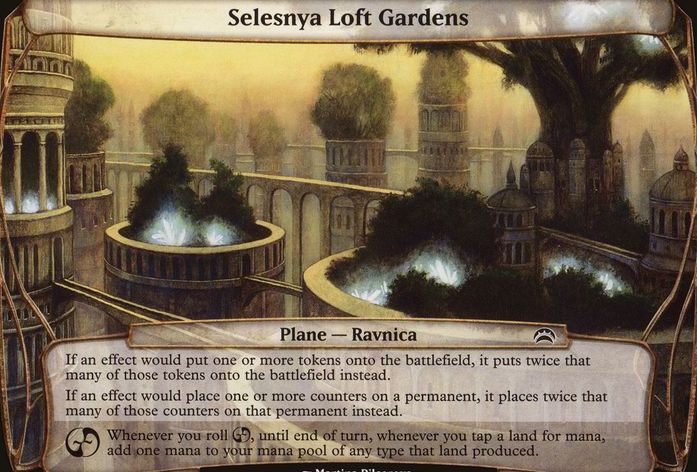 Selesnya Loft Gardens
Plane — Ravnica
If an effect would put one or more tokens onto the battlefield, it puts twice that
many of those tokens onto the battlefield instead.
If an effect would place one or more counters on a permanent, it places twice that
many of those counters on that permanent instead.
Whenever you roll , until end of turn, whenever you tap a land for mana,
add one mana to your mana pool of any type that land produced.